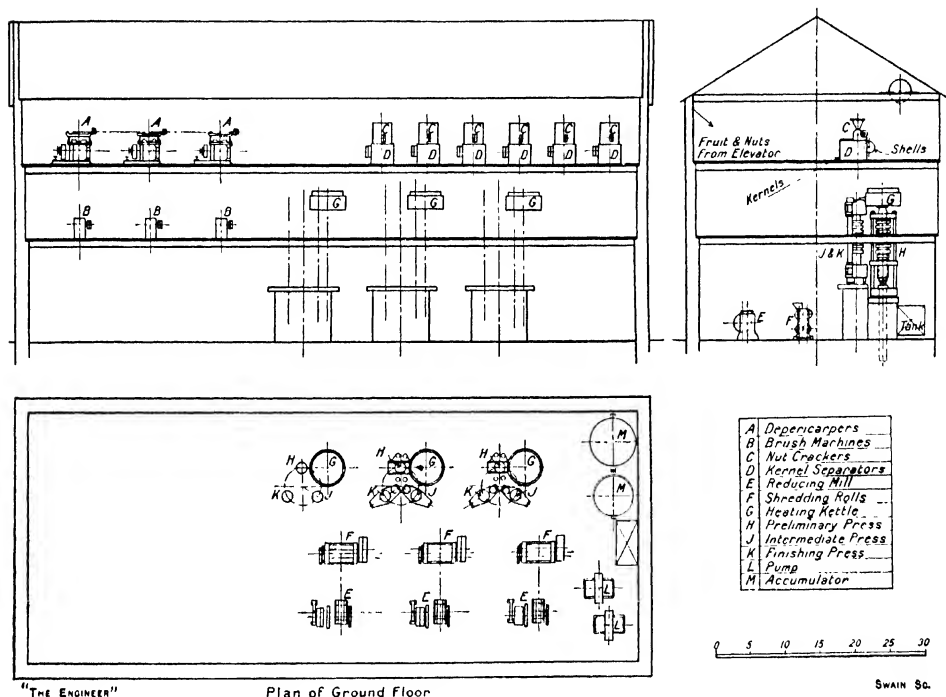 A A A C C C C C C
D D D D D D
B B B G G G
Fruit & Nuts
From Elevator
C
D
Shells
Kernels
G
J & K
H
E
F
Tank
H G H G H G M
K J K J K J M
F F F
L
E E E
L
A Depericarpers
B Brush Machines
C Nut Crackers
D Kernel Separators
E Reducing Mill
F Shredding Rolls
G Heating Kettle
H Preliminary Press
J Intermediate Press
K Finishing Press
L Pump
M Accumulator
0 5 10 15 20 25 30
"THE ENGINEER"
Plan of Ground Floor
SWAIN SC.